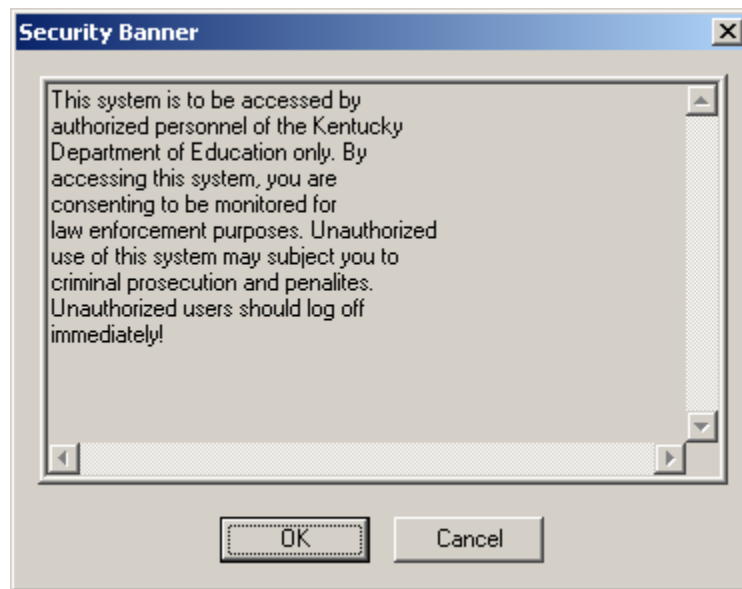 Security Banner
This system is to be accessed by
authorized personnel of the Kentucky
Department of Education only. By
accessing this system, you are
consenting to be monitored for
law enforcement purposes. Unauthorized
use of this system may subject you to
criminal prosecution and penalites.
Unauthorized users should log off
immediately!
OK
Cancel